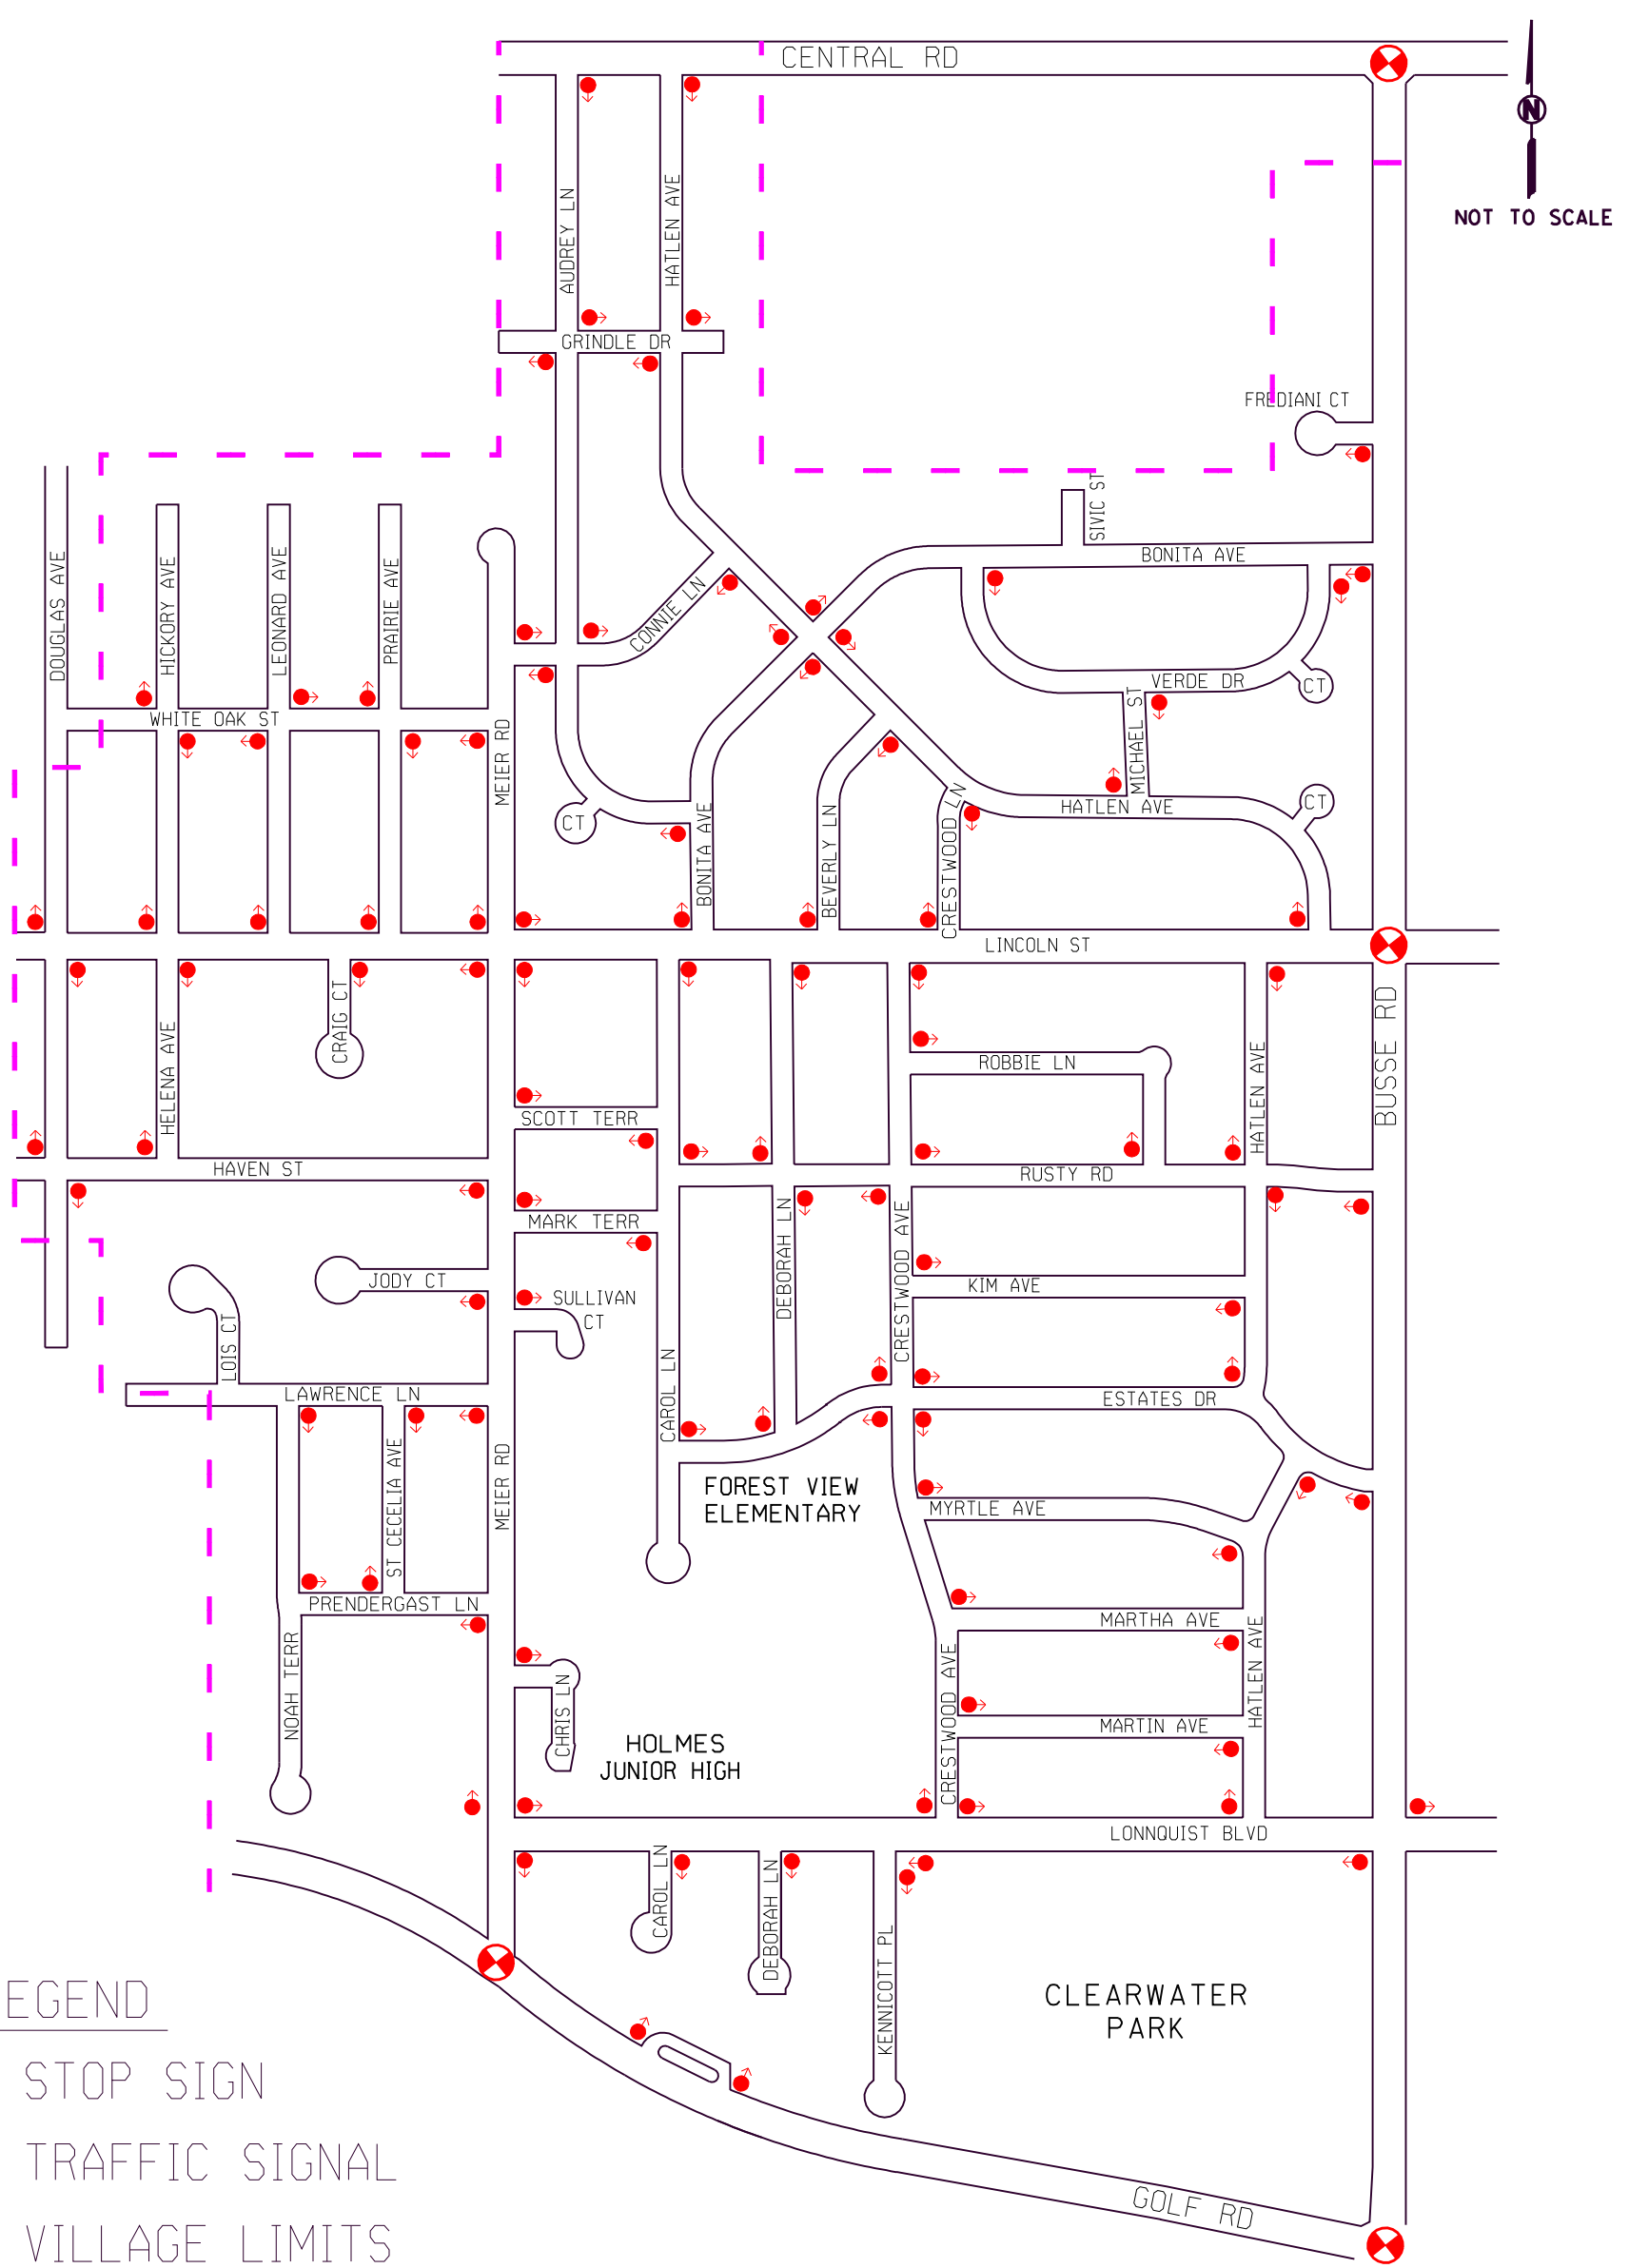 CENTRAL RD
N
NOT TO SCALE
AUDREY LN
HATLEN AVE
GRINDLE DR
FREDIANI CT
SIVIC ST
BONITA AVE
DOUGLAS AVE
HICKORY AVE
LEONARD AVE
PRAIRIE AVE
CONNIE LN
VERDE DR
CT
WHITE OAK ST
MEIER RD
MICHAEL ST
HATLEN AVE
CT
CT
BONITA AVE
BEVERLY LN
CRESTWOOD LN
LINCOLN ST
BUSSE RD
CRAIG CT
HELENA AVE
ROBBIE LN
HATLEN AVE
SCOTT TERR
HAVEN ST
RUSTY RD
MARK TERR
DEBORAH LN
CRESTWOOD AVE
JODY CT
KIM AVE
SULLIVAN
CT
LOIS CT
LAWRENCE LN
CAROL LN
ESTATES DR
ST CECELIA AVE
MEIER RD
FOREST VIEW
ELEMENTARY
MYRTLE AVE
PRENDERGAST LN
MARTHA AVE
NOAH TERR
CHRIS LN
CRESTWOOD AVE
HATLEN AVE
MARTIN AVE
HOLMES
JUNIOR HIGH
LONNQUIST BLVD
CAROL LN
DEBORAH LN
KENNICOTT PL
CLEARWATER
PARK
GOLF RD
EGEND
STOP SIGN
TRAFFIC SIGNAL
VILLAGE LIMITS